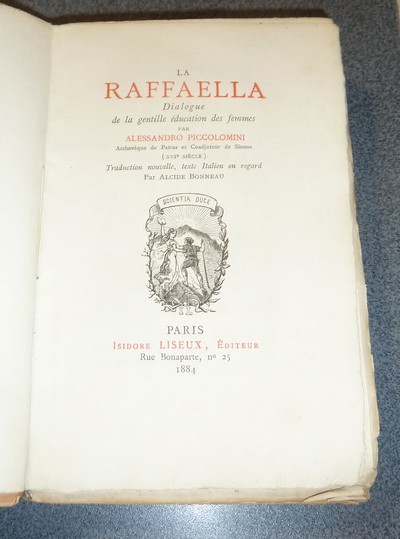 LA
RAFFAELLA
Dialogue
de la gentille éducation des femmes
PAR
ALESSANDRO PICCOLOMINI
Archevêque de Patras et Coadjuteur de Sienne
(XVIe SIÈCLE)
Traduction nouvelle, texte Italien en regard
Par ALCIDE BONNEAU
SCIENTIA DUCE
IL
PARIS
ISIDORE LISEUX, ÉDITEUR
Rue Bonaparte, no 25
1884